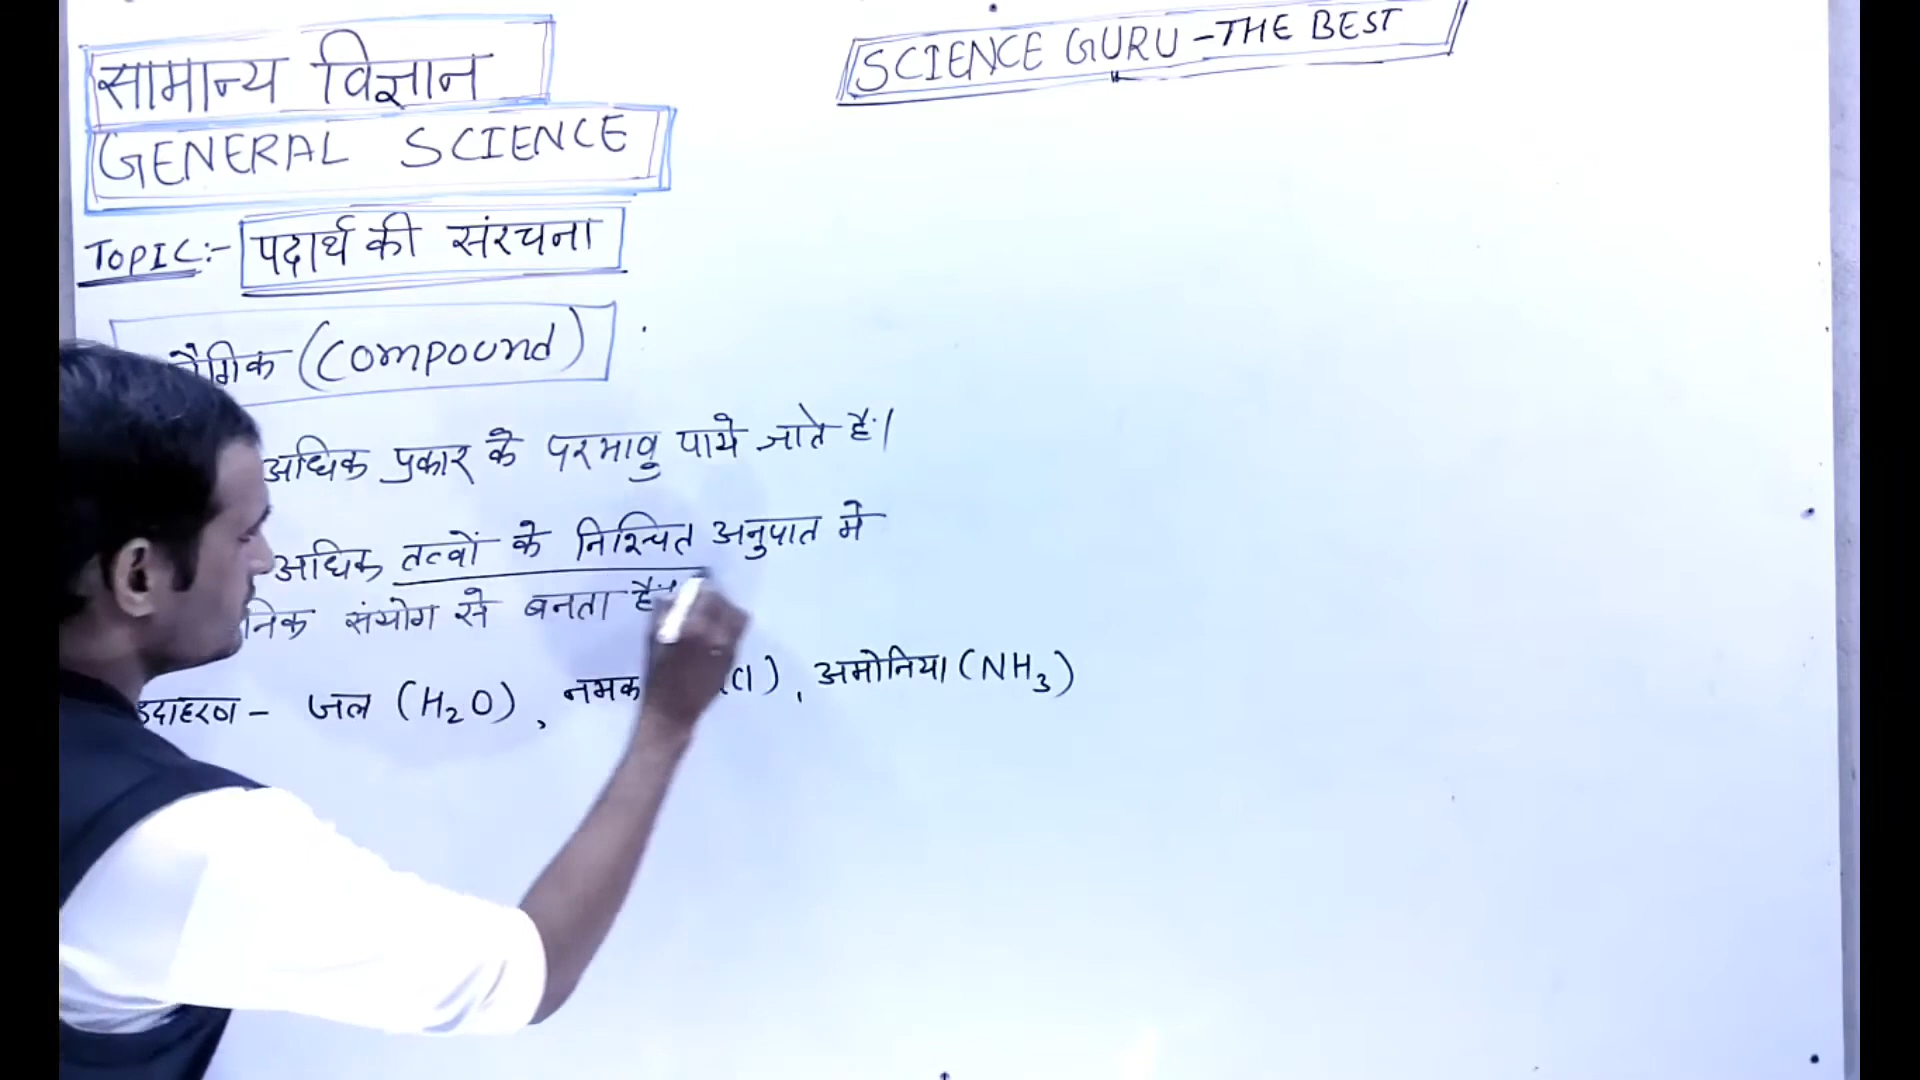 सामान्य विज्ञान
SCIENCE GURU - THE BEST
GENERAL SCIENCE
TOPIC:- पदार्थ की संरचना
(Compound)
अधिक प्रकार के परमाणु पाये जाते हैं।
अधिक तत्वों के निश्चित अनुपात में
संयोग से बनता है
उदाहरण - जल (H₂O), नमक Cl), अमोनिया (NH₃)